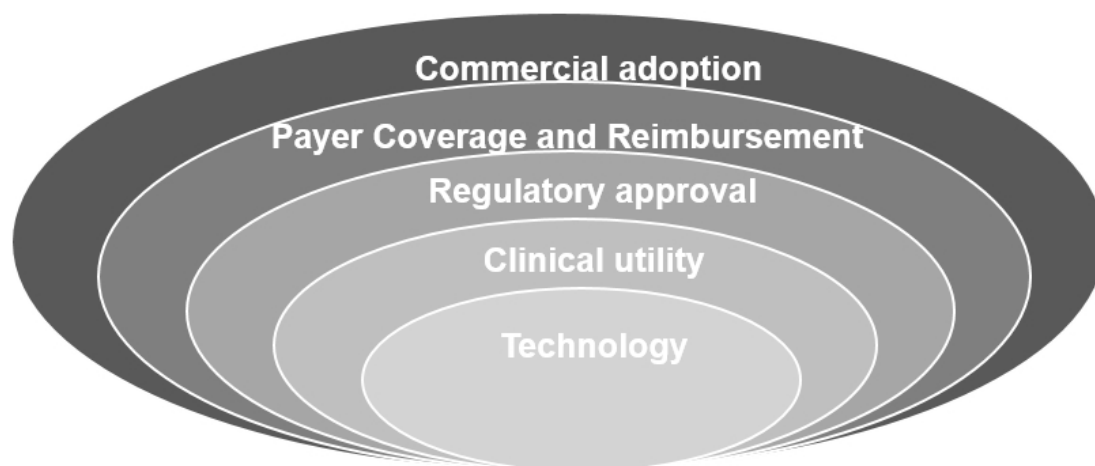 Commercial adoption
Payer Coverage and Reimbursement
Regulatory approval
Clinical utility
Technology